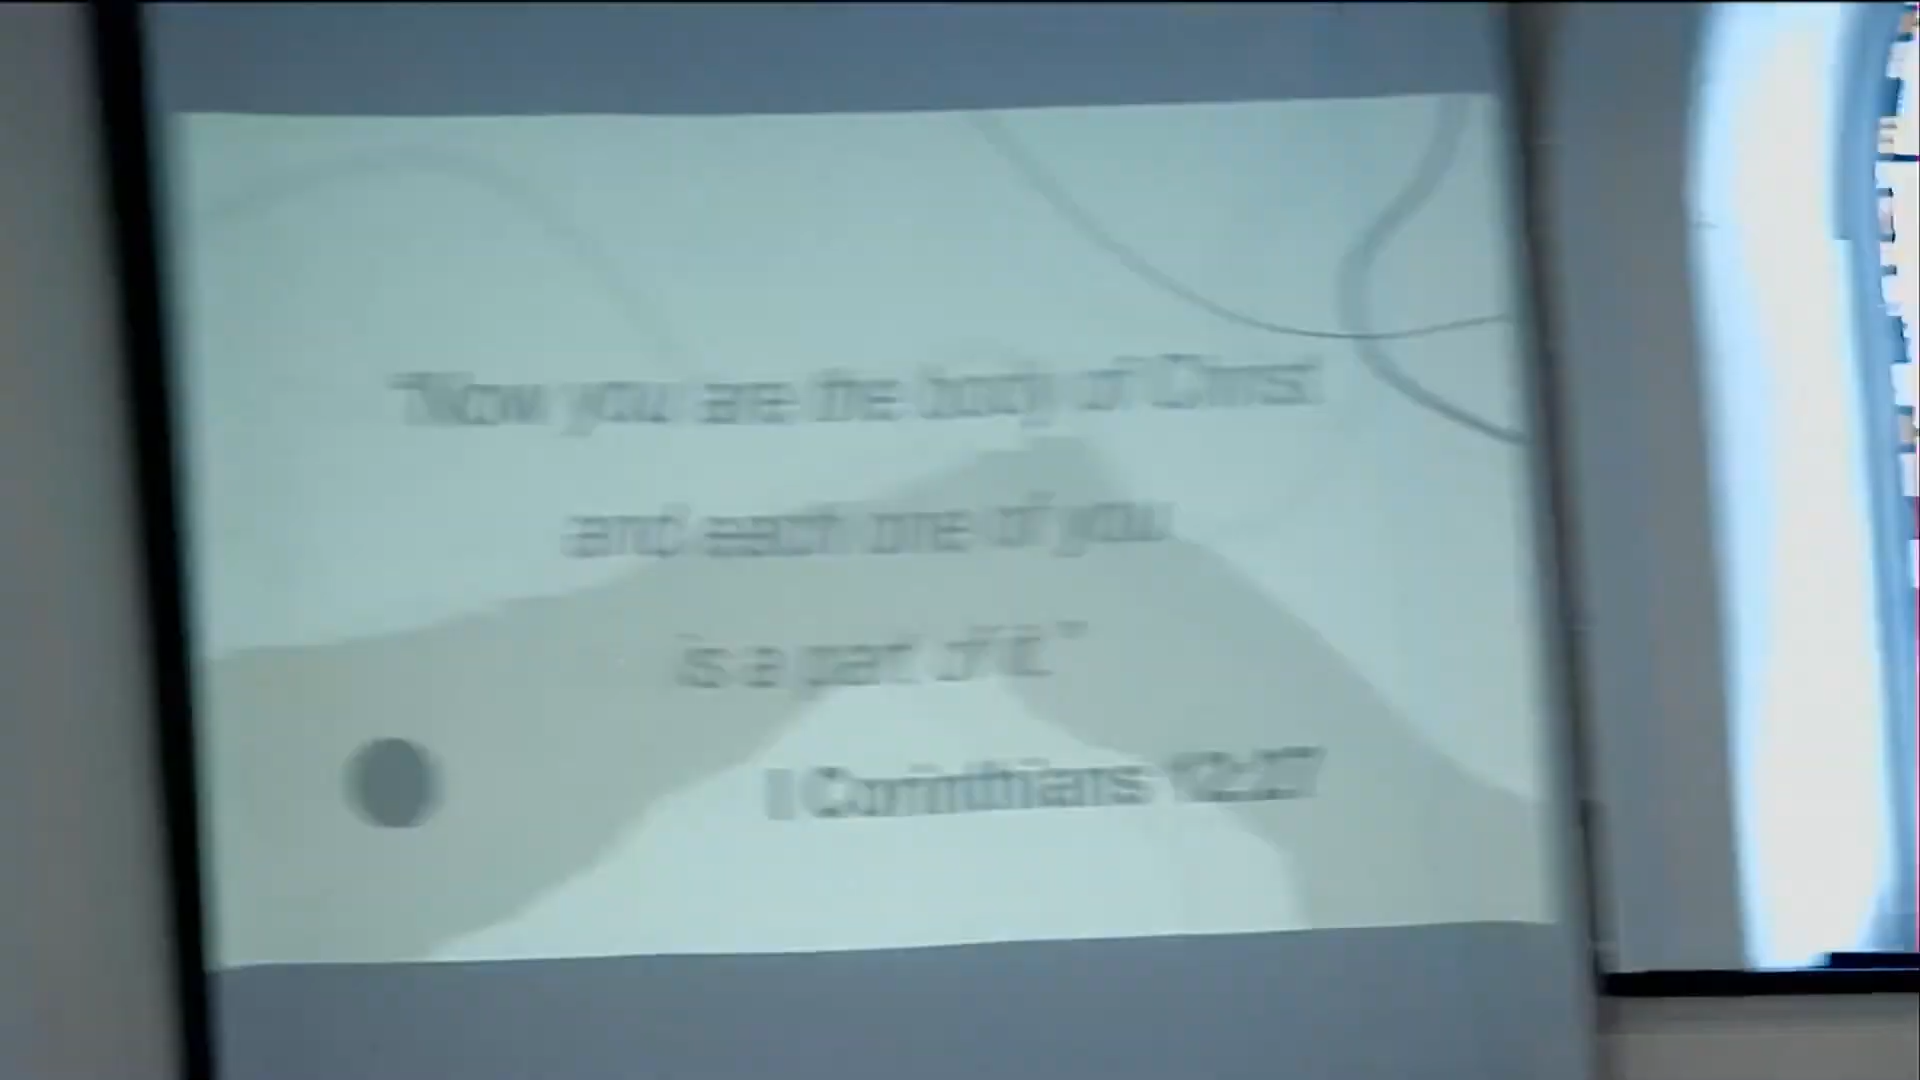 "Now you are the body of Christ
and each one of you
is a part of it."
I Corinthians 12:27